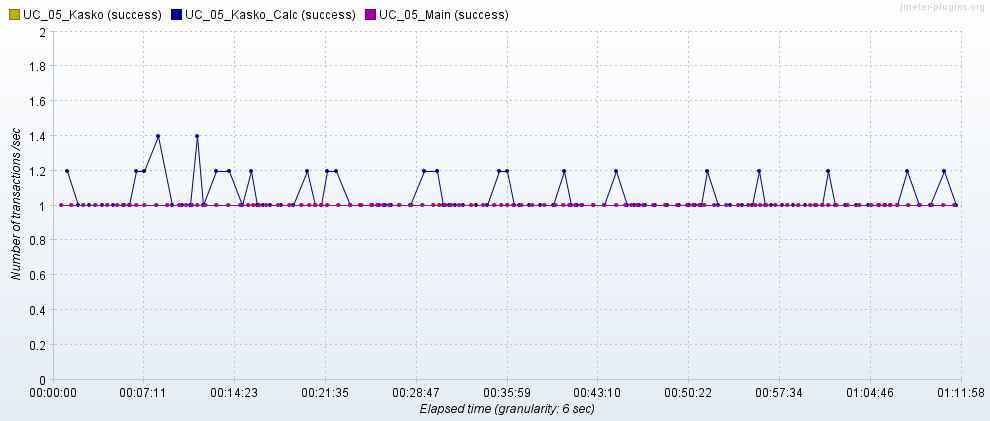 UC_05_Kasko (success) UC_05_Kasko_Calc (success) UC_05_Main (success)
jmeter-plugins.org
2
1.8
1.6
1.4
1.2
1
0.8
0.6
0.4
0.2
0
Number of transactions /sec
00:00:00 00:07:11 00:14:23 00:21:35 00:28:47 00:35:59 00:43:10 00:50:22 00:57:34 01:04:46 01:11:58
Elapsed time (granularity: 6 sec)